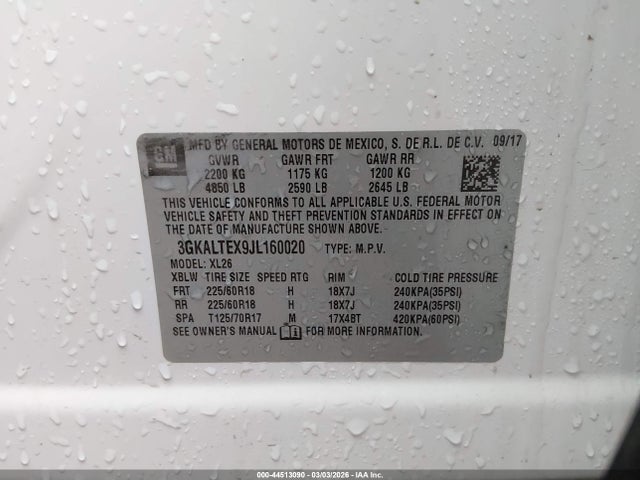 GM MFD BY GENERAL MOTORS DE MEXICO, S. DE R.L. DE C.V. 09/17
GVWR GAWR FRT GAWR RR
2200 KG 1175 KG 1200 KG
4850 LB 2590 LB 2645 LB
THIS VEHICLE CONFORMS TO ALL APPLICABLE U.S. FEDERAL MOTOR
VEHICLE SAFETY AND THEFT PREVENTION STANDARDS IN EFFECT ON
THE DATE OF MANUFACTURE SHOWN ABOVE.
3GKALTEX9JL160020 TYPE: M.P.V.
MODEL: XL26
XBLW TIRE SIZE SPEED RTG RIM COLD TIRE PRESSURE
FRT 225/60R18 H 18X7J 240KPA(35PSI)
RR 225/60R18 H 18X7J 240KPA(35PSI)
SPA T125/70R17 M 17X4BT 420KPA(60PSI)
SEE OWNER'S MANUAL FOR MORE INFORMATION.
000-44513090 - 03/03/2026 - IAA Inc.